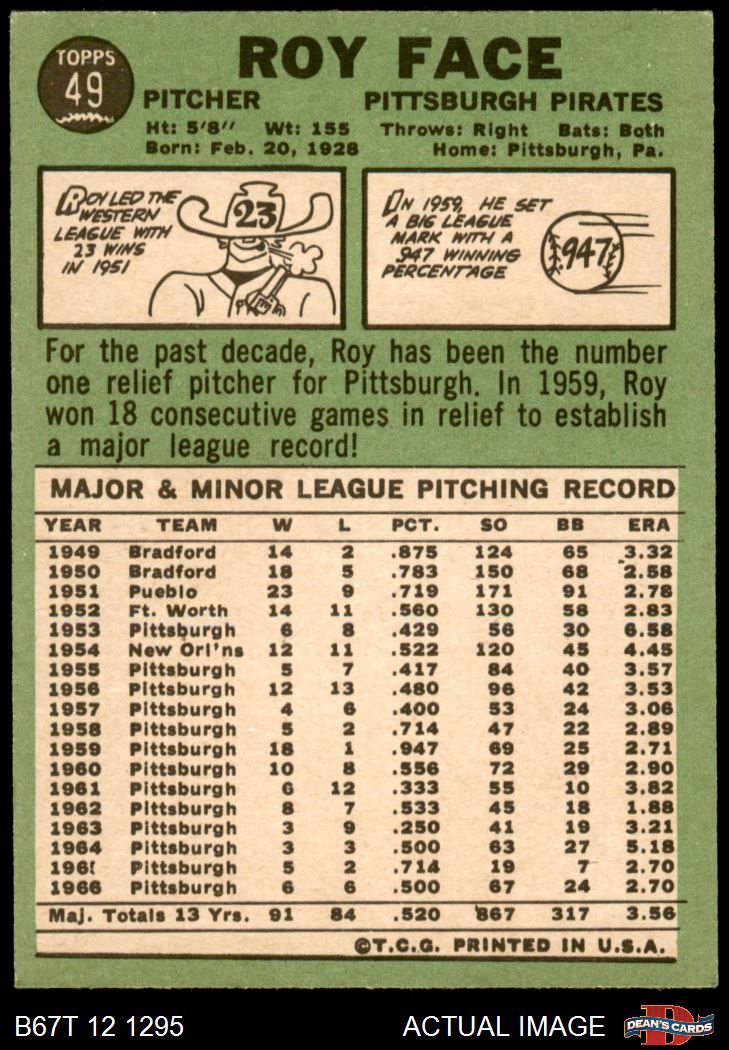 TOPPS
49
ROY FACE
PITCHER PITTSBURGH PIRATES
Ht: 5'8" Wt: 155 Throws: Right Bats: Both
Born: Feb. 20, 1928 Home: Pittsburgh, Pa.
ROY LED THE
WESTERN
LEAGUE WITH
23 WINS
IN 1951
23
IN 1959, HE SET
A BIG LEAGUE
MARK WITH A
.947 WINNING
PERCENTAGE
.947
For the past decade, Roy has been the number
one relief pitcher for Pittsburgh. In 1959, Roy
won 18 consecutive games in relief to establish
a major league record!
MAJOR & MINOR LEAGUE PITCHING RECORD
YEAR TEAM W L PCT. SO BB ERA
1949 Bradford 14 2 .875 124 65 3.32
1950 Bradford 18 5 .783 150 68 2.58
1951 Pueblo 23 9 .719 171 91 2.78
1952 Ft. Worth 14 11 .560 130 58 2.83
1953 Pittsburgh 6 8 .429 56 30 6.58
1954 New Orl'ns 12 11 .522 120 45 4.45
1955 Pittsburgh 5 7 .417 84 40 3.57
1956 Pittsburgh 12 13 .480 96 42 3.53
1957 Pittsburgh 4 6 .400 53 24 3.06
1958 Pittsburgh 5 2 .714 47 22 2.89
1959 Pittsburgh 18 1 .947 69 25 2.71
1960 Pittsburgh 10 8 .556 72 29 2.90
1961 Pittsburgh 6 12 .333 55 10 3.82
1962 Pittsburgh 8 7 .533 45 18 1.88
1963 Pittsburgh 3 9 .250 41 19 3.21
1964 Pittsburgh 3 3 .500 63 27 5.18
Pittsburgh 5 2 .714 19 7 2.70
1966 Pittsburgh 6 6 .500 67 24 2.70
Maj. Totals 13 Yrs. 91 84 .520 867 317 3.56
©T.C.G. PRINTED IN U.S.A.
B67T 12 1295 ACTUAL IMAGE
DEAN'S CARDS